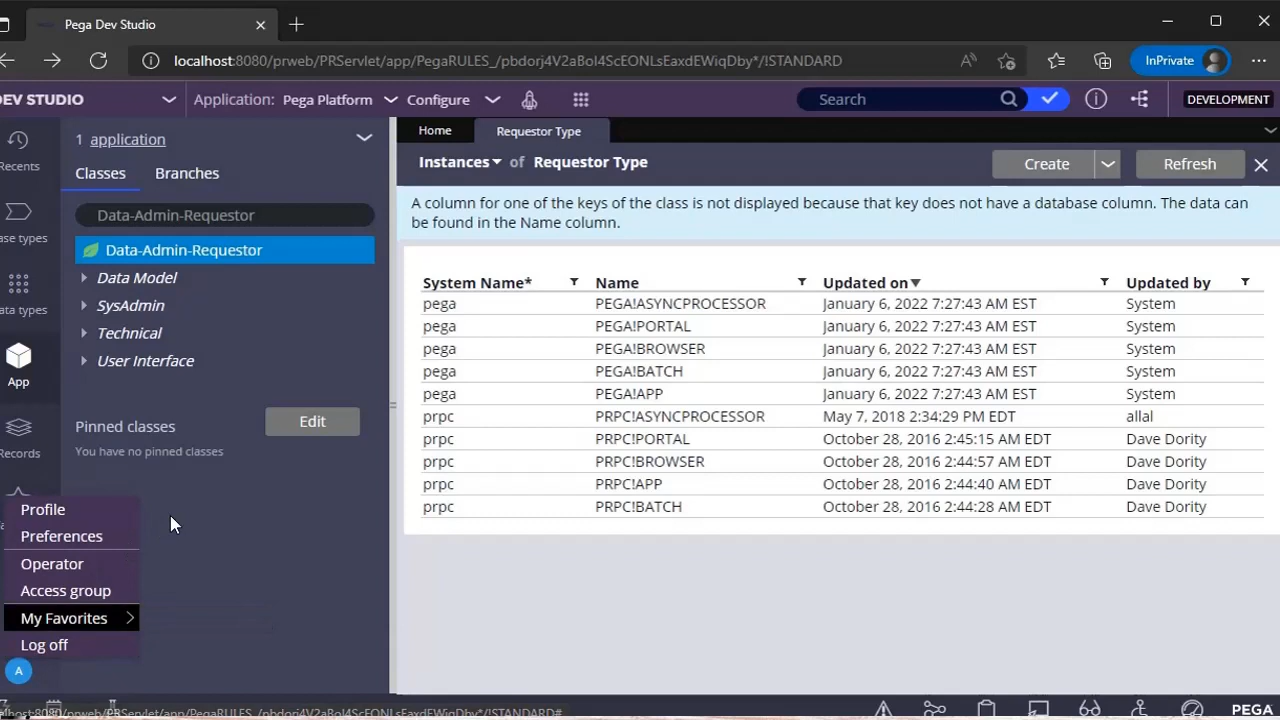 Pega Dev Studio
localhost:8080/prweb/PRServlet/app/PegaRULES_/pbdorj4V2aBoI4ScEONLsEaxdEWiqDby*/!STANDARD
InPrivate
DEV STUDIO
Application: Pega Platform
Configure
Search
DEVELOPMENT
1 application
Home
Requestor Type
Recents
Classes
Branches
Instances of Requestor Type
Create
Refresh
A column for one of the keys of the class is not displayed because that key does not have a database column. The data can
be found in the Name column.
Data-Admin-Requestor
Data-Admin-Requestor
Data Model
SysAdmin
Technical
User Interface
App
Records
Pinned classes
Edit
You have no pinned classes
System Name* Name Updated on Updated by
pega PEGA!ASYNCPROCESSOR January 6, 2022 7:27:43 AM EST System
pega PEGA!PORTAL January 6, 2022 7:27:43 AM EST System
pega PEGA!BROWSER January 6, 2022 7:27:43 AM EST System
pega PEGA!BATCH January 6, 2022 7:27:43 AM EST System
pega PEGA!APP January 6, 2022 7:27:43 AM EST System
prpc PRPC!ASYNCPROCESSOR May 7, 2018 2:34:29 PM EDT allal
prpc PRPC!PORTAL October 28, 2016 2:45:15 AM EDT Dave Dority
prpc PRPC!BROWSER October 28, 2016 2:44:57 AM EDT Dave Dority
prpc PRPC!APP October 28, 2016 2:44:40 AM EDT Dave Dority
prpc PRPC!BATCH October 28, 2016 2:44:28 AM EDT Dave Dority
Profile
Preferences
Operator
Access group
My Favorites
Log off
A
PEGA